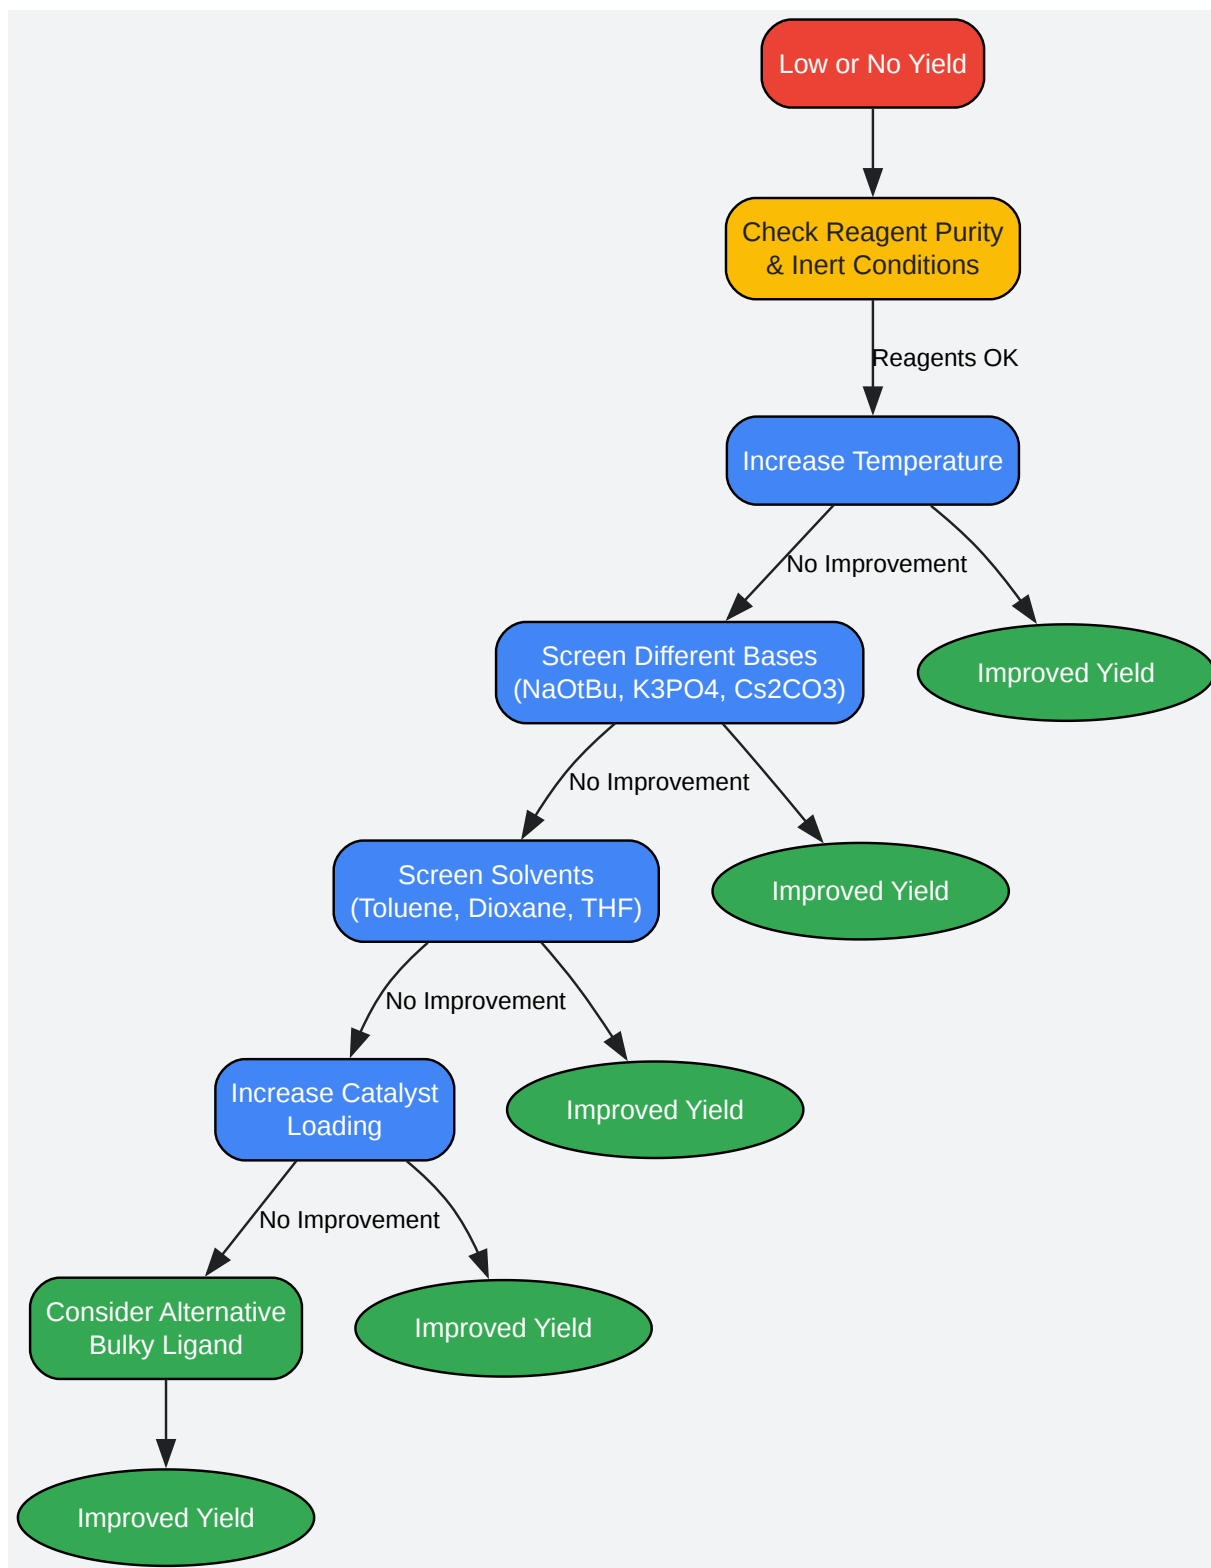 Low or No Yield
Check Reagent Purity
& Inert Conditions
Reagents OK
Increase Temperature
No Improvement
Screen Different Bases
(NaOtBu, K3PO4, Cs2CO3)
Improved Yield
No Improvement
Screen Solvents
(Toluene, Dioxane, THF)
Improved Yield
No Improvement
Increase Catalyst
Loading
Improved Yield
No Improvement
Consider Alternative
Bulky Ligand
Improved Yield
Improved Yield